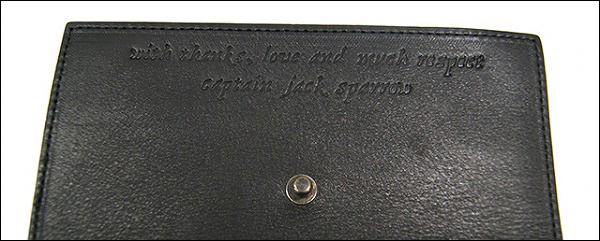 with thanks, love and much respect
captain jack sparrow